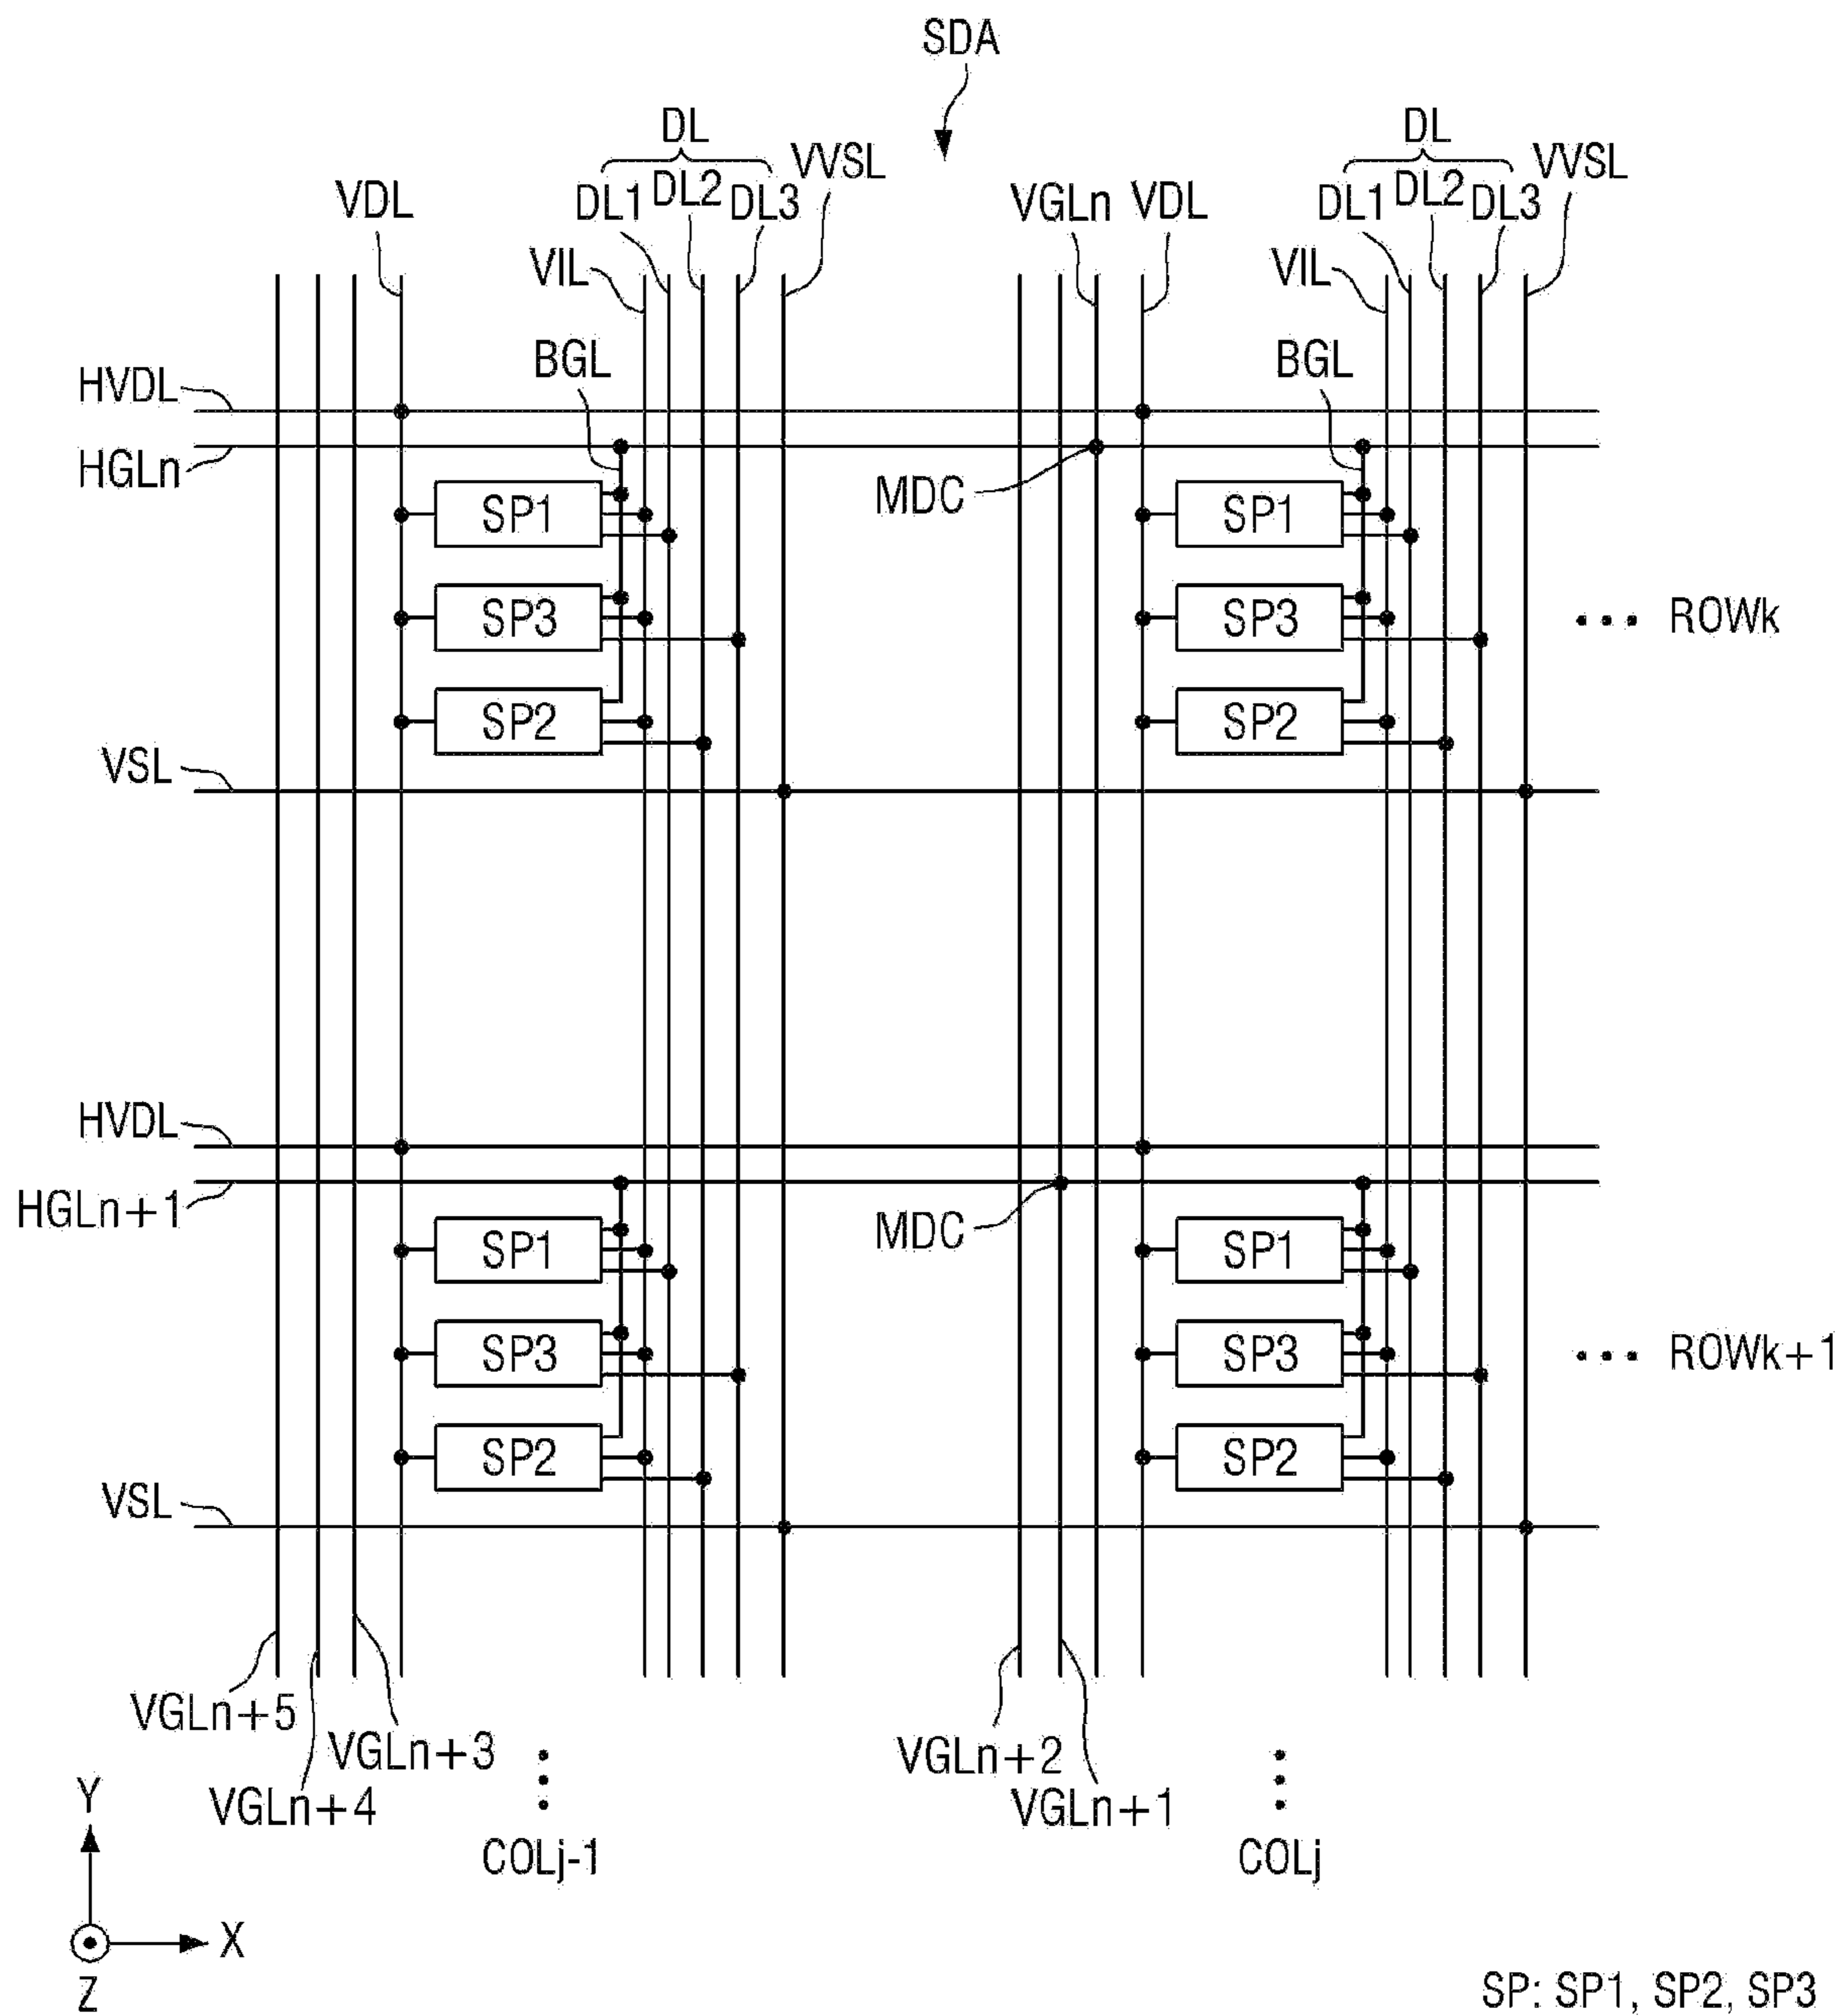 SDA
DL DL
VDL DL1 DL2 DL3 VVSL VGLn VDL DL1 DL2 DL3 VVSL
VIL VIL
BGL BGL
HVDL
HGLn
MDC
SP1 SP1
SP3 SP3 ... ROWk
SP2 SP2
VSL
HVDL
HGLn+1
MDC
SP1 SP1
SP3 SP3 ... ROWk+1
SP2 SP2
VSL
VGLn+5
VGLn+3
VGLn+2
VGLn+4
VGLn+1
COLj-1 COLj
Y
X
Z
SP: SP1, SP2, SP3